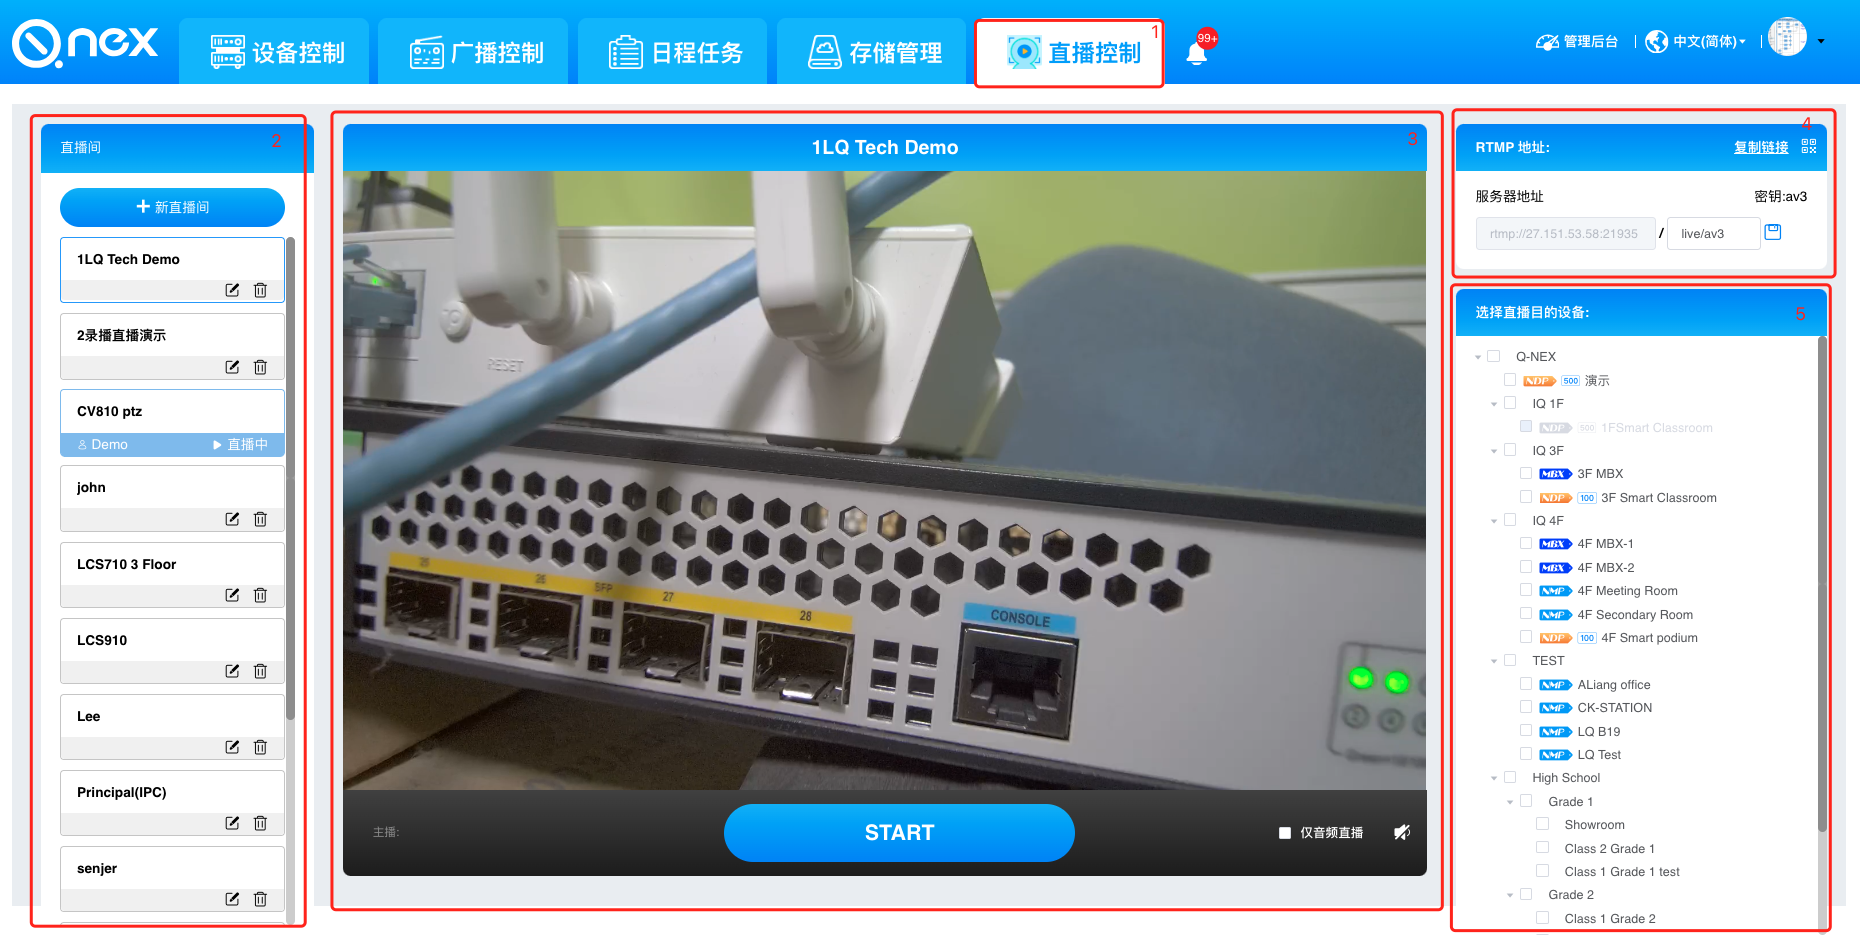 Qnex
设备控制
广播控制
日程任务
存储管理
直播控制
1
99+
管理后台
中文(简体)
直播间
2
新直播间
1LQ Tech Demo
2录播直播演示
CV810 ptz
Demo
直播中
john
LCS710 3 Floor
LCS910
Lee
Principal(IPC)
senjer
1LQ Tech Demo
3
RESET
25
26
SFP
27
28
CONSOLE
主播:
START
仅音频直播
4
RTMP 地址:
复制链接
服务器地址
密钥:av3
rtmp://27.151.53.58:21935
/
live/av3
选择直播目的设备:
5
Q-NEX
NDP 500 演示
IQ 1F
NDP 500 1FSmart Classroom
IQ 3F
MBX 3F MBX
NDP 100 3F Smart Classroom
IQ 4F
MBX 4F MBX-1
MBX 4F MBX-2
NMP 4F Meeting Room
NMP 4F Secondary Room
NDP 100 4F Smart podium
TEST
NMP ALiang office
NMP CK-STATION
NMP LQ B19
NMP LQ Test
High School
Grade 1
Showroom
Class 2 Grade 1
Class 1 Grade 1 test
Grade 2
Class 1 Grade 2